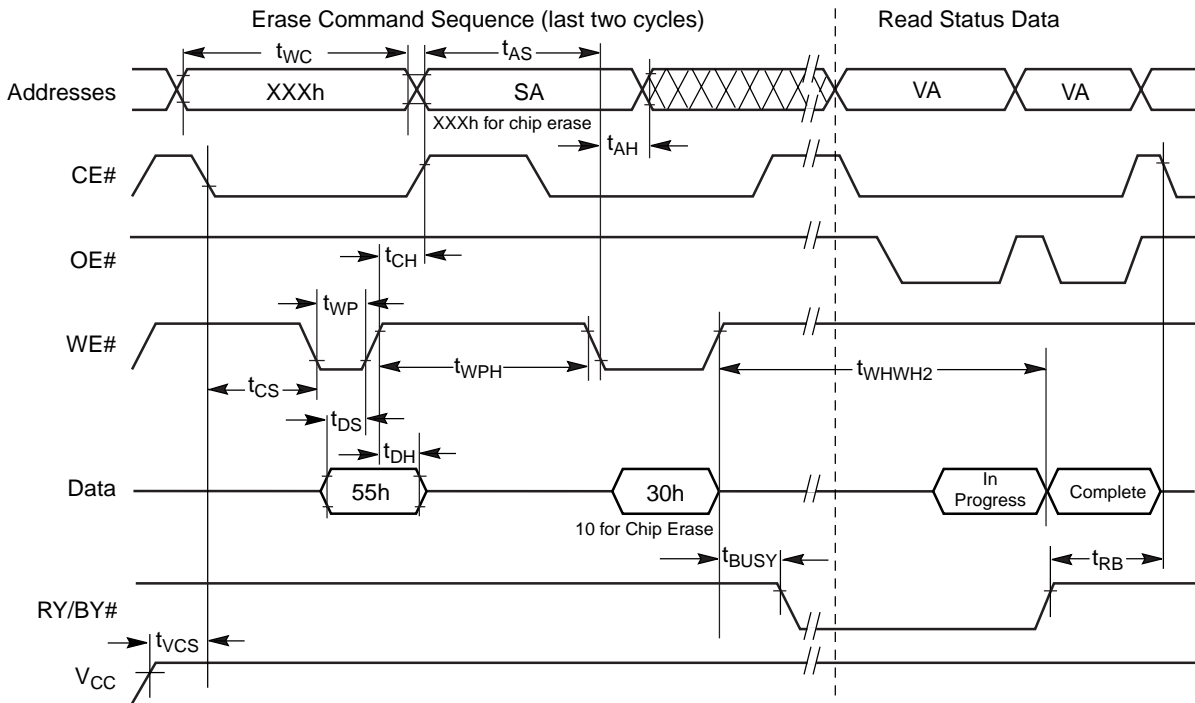 Erase Command Sequence (last two cycles)
Read Status Data
tWC
tAS
Addresses
XXXh
SA
VA
VA
XXXh for chip erase
tAH
CE#
tCH
OE#
tWP
WE#
tWPH
tWHWH2
tCS
tDS
tDH
Data
55h
30h
In
Progress
Complete
10 for Chip Erase
tBUSY
tRB
RY/BY#
tVCS
VCC